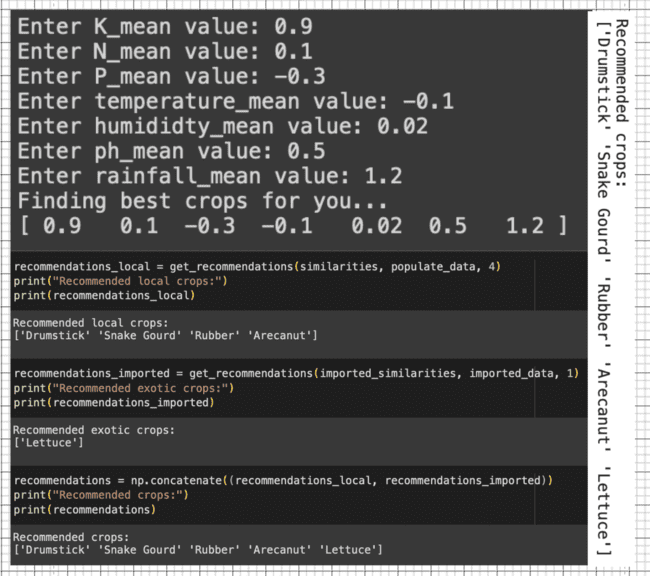 Enter K_mean value: 0.9
Enter N_mean value: 0.1
Enter P_mean value: -0.3
Enter temperature_mean value: -0.1
Enter humididty_mean value: 0.02
Enter ph_mean value: 0.5
Enter rainfall_mean value: 1.2
Finding best crops for you...
[ 0.9 0.1 -0.3 -0.1 0.02 0.5 1.2 ]
recommendations_local = get_recommendations(similarities, populate_data, 4)
print("Recommended local crops:")
print(recommendations_local)
Recommended local crops:
['Drumstick' 'Snake Gourd' 'Rubber' 'Arecanut']
recommendations_imported = get_recommendations(imported_similarities, imported_data, 1)
print("Recommended exotic crops:")
print(recommendations_imported)
Recommended exotic crops:
['Lettuce']
recommendations = np.concatenate((recommendations_local, recommendations_imported))
print("Recommended crops:")
print(recommendations)
Recommended crops:
['Drumstick' 'Snake Gourd' 'Rubber' 'Arecanut' 'Lettuce']
Recommended crops:
['Drumstick' 'Snake Gourd' 'Rubber' 'Arecanut' 'Lettuce']